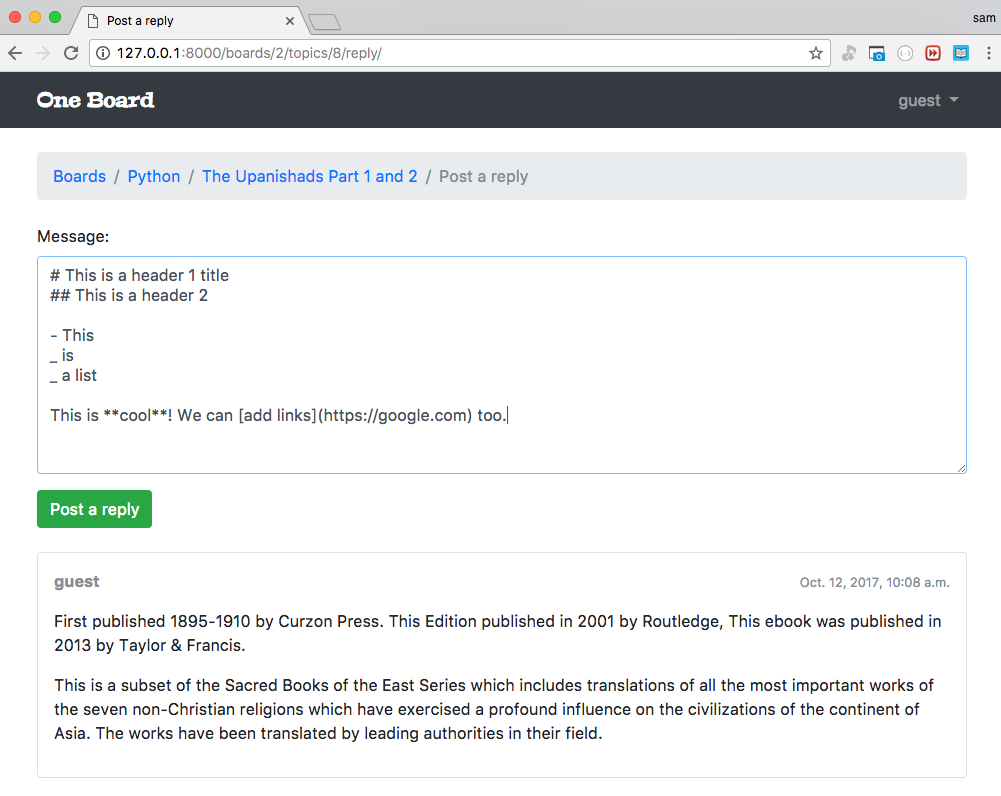 Post a reply
sam
127.0.0.1:8000/boards/2/topics/8/reply/
One Board
guest
Boards / Python / The Upanishads Part 1 and 2 / Post a reply
Message:
# This is a header 1 title
## This is a header 2
- This
_ is
_ a list
This is **cool**! We can [add links](https://google.com) too.
Post a reply
guest
Oct. 12, 2017, 10:08 a.m.
First published 1895-1910 by Curzon Press. This Edition published in 2001 by Routledge, This ebook was published in
2013 by Taylor & Francis.
This is a subset of the Sacred Books of the East Series which includes translations of all the most important works of
the seven non-Christian religions which have exercised a profound influence on the civilizations of the continent of
Asia. The works have been translated by leading authorities in their field.